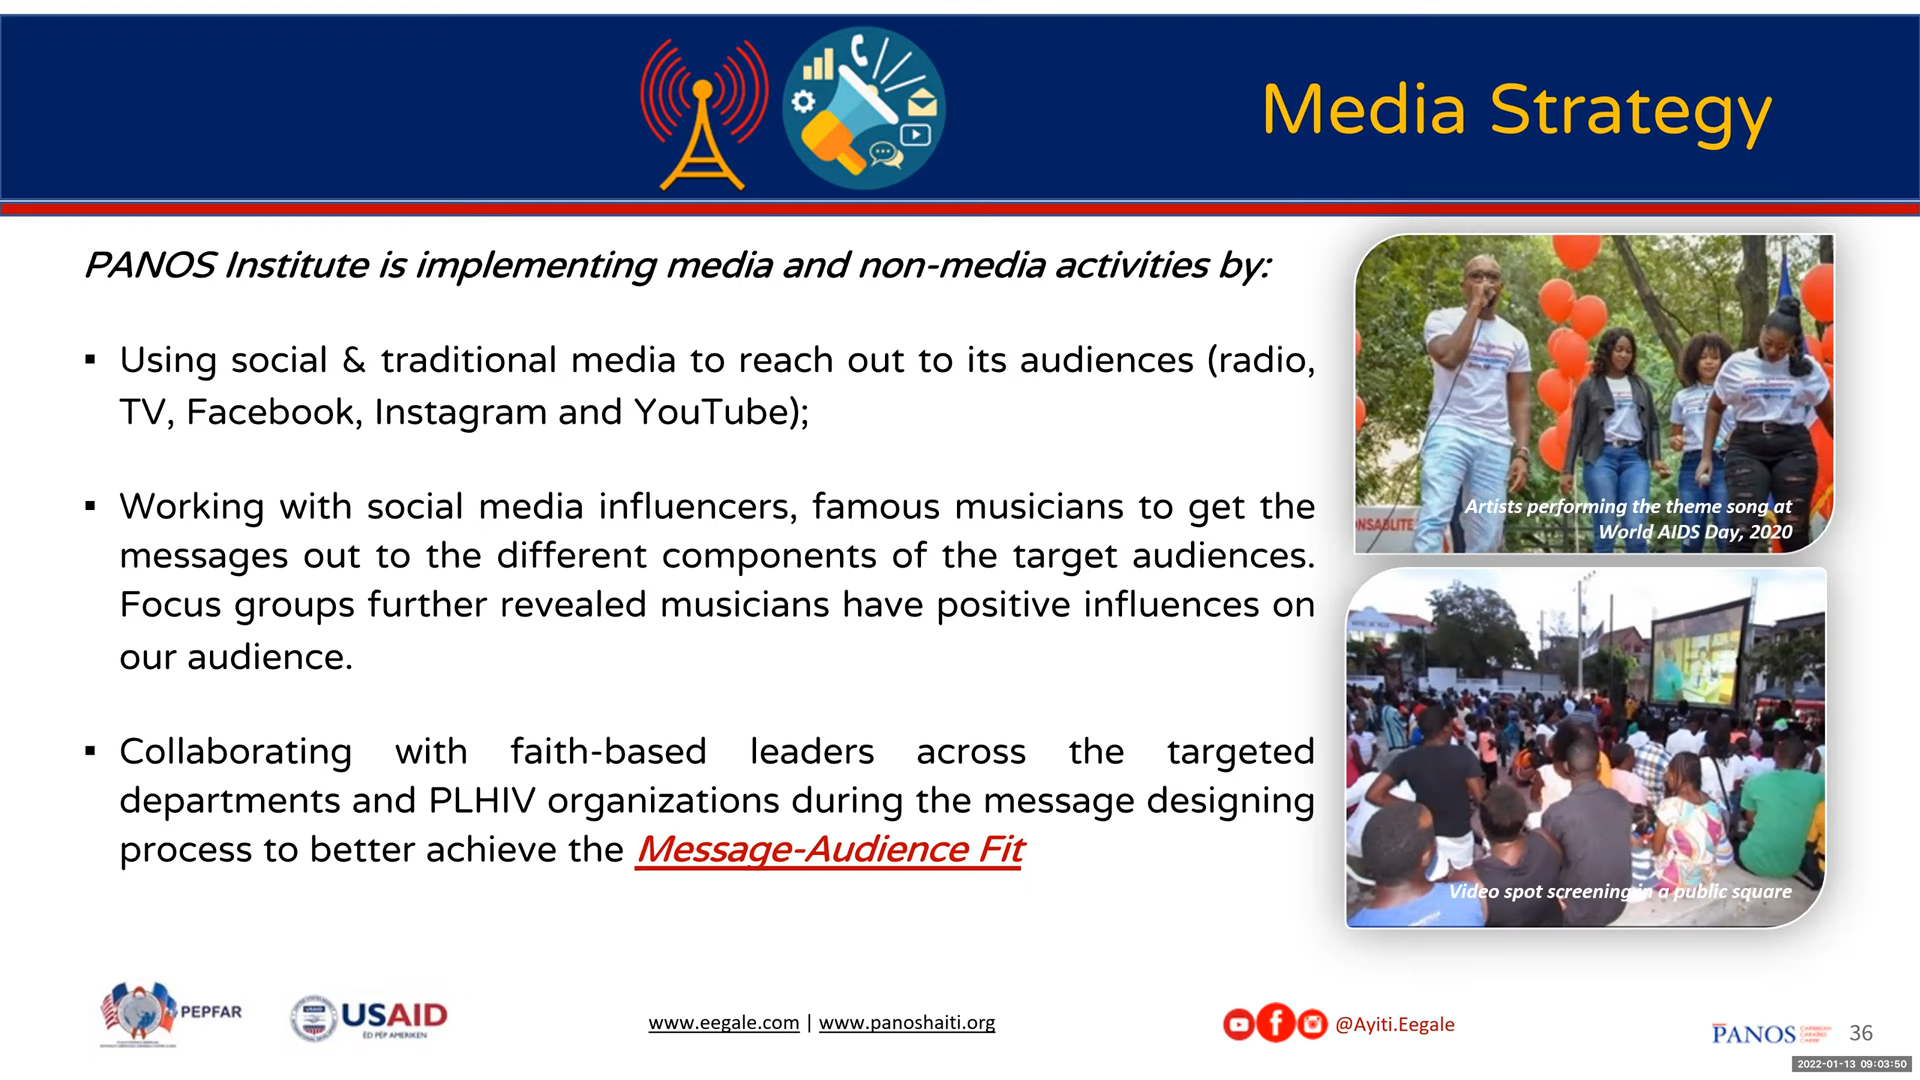 Media Strategy
PANOS Institute is implementing media and non-media activities by:
▪ Using social & traditional media to reach out to its audiences (radio,
TV, Facebook, Instagram and YouTube);
▪ Working with social media influencers, famous musicians to get the
messages out to the different components of the target audiences.
Focus groups further revealed musicians have positive influences on
our audience.
▪ Collaborating with faith-based leaders across the targeted
departments and PLHIV organizations during the message designing
process to better achieve the Message-Audience Fit
NSABLITE
Artists performing the theme song at
World AIDS Day, 2020
Video spot screening in a public square
PEPFAR
USAID
ÈD PÈP AMERIKEN
www.eegale.com | www.panoshaiti.org
@Ayiti.Eegale
PANOS
36
2022-01-13 09:03:50